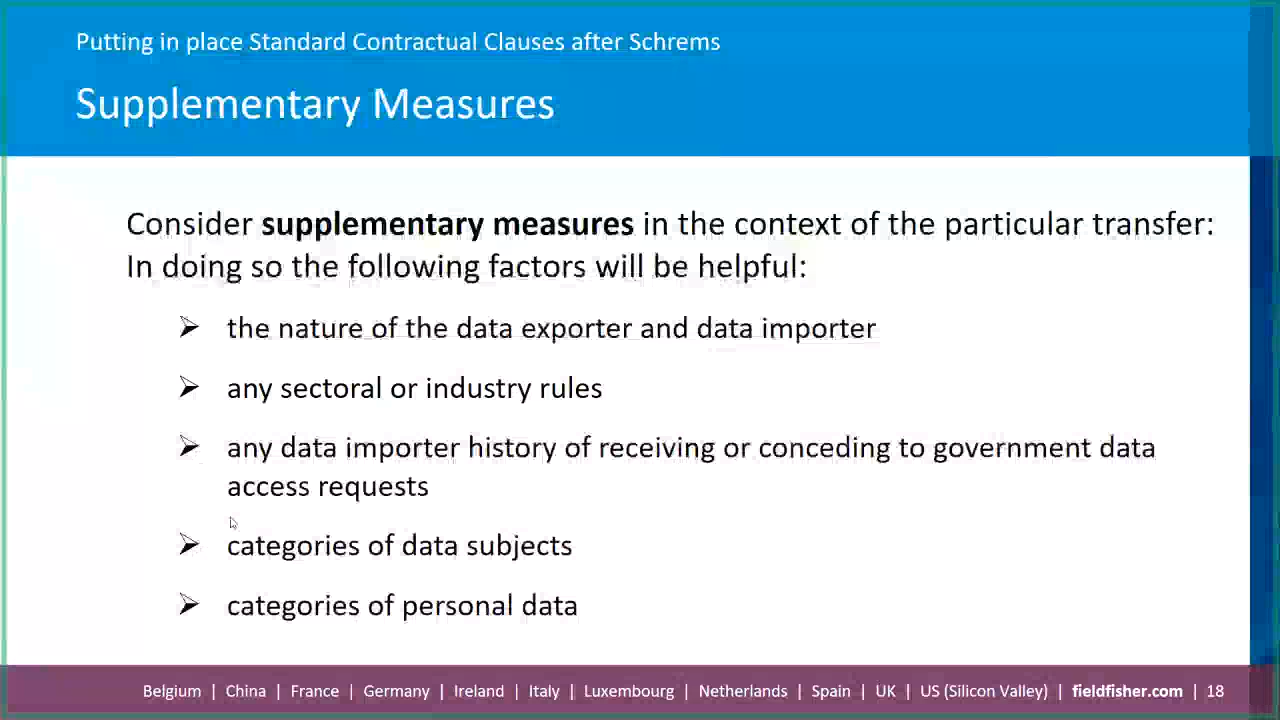 Putting in place Standard Contractual Clauses after Schrems
Supplementary Measures
Consider supplementary measures in the context of the particular transfer:
In doing so the following factors will be helpful:
➢ the nature of the data exporter and data importer
➢ any sectoral or industry rules
➢ any data importer history of receiving or conceding to government data
access requests
➢ categories of data subjects
➢ categories of personal data
Belgium | China | France | Germany | Ireland | Italy | Luxembourg | Netherlands | Spain | UK | US (Silicon Valley) | fieldfisher.com | 18